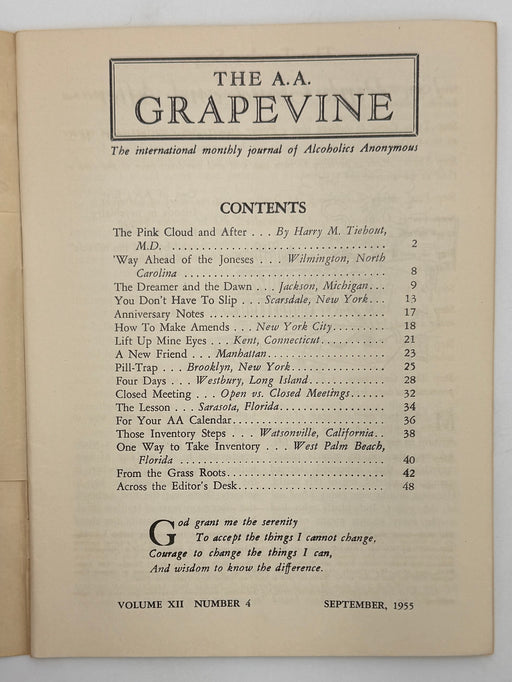 THE A.A.
GRAPEVINE
The international monthly journal of Alcoholics Anonymous
CONTENTS
The Pink Cloud and After . . . By Harry M. Tiebout,
M.D. .................................... 2
'Way Ahead of the Joneses . . . Wilmington, North
Carolina .................................. 8
The Dreamer and the Dawn . . . Jackson, Michigan... 9
You Don't Have To Slip . . . Scarsdale, New York... 13
Anniversary Notes .............................. 17
How To Make Amends . . . New York City.......... 18
Lift Up Mine Eyes . . . Kent, Connecticut........... 21
A New Friend . . . Manhattan.................... 23
Pill-Trap . . . Brooklyn, New York................ 25
Four Days . . . Westbury, Long Island............. 28
Closed Meeting . . . Open vs. Closed Meetings...... 32
The Lesson . . . Sarasota, Florida................. 34
For Your AA Calendar......................... 36
Those Inventory Steps . . . Watsonville, California.. 38
One Way to Take Inventory . . . West Palm Beach,
Florida .................................... 40
From the Grass Roots.......................... 42
Across the Editor's Desk........................ 48
God grant me the serenity
To accept the things I cannot change,
Courage to change the things I can,
And wisdom to know the difference.
VOLUME XII NUMBER 4 SEPTEMBER, 1955